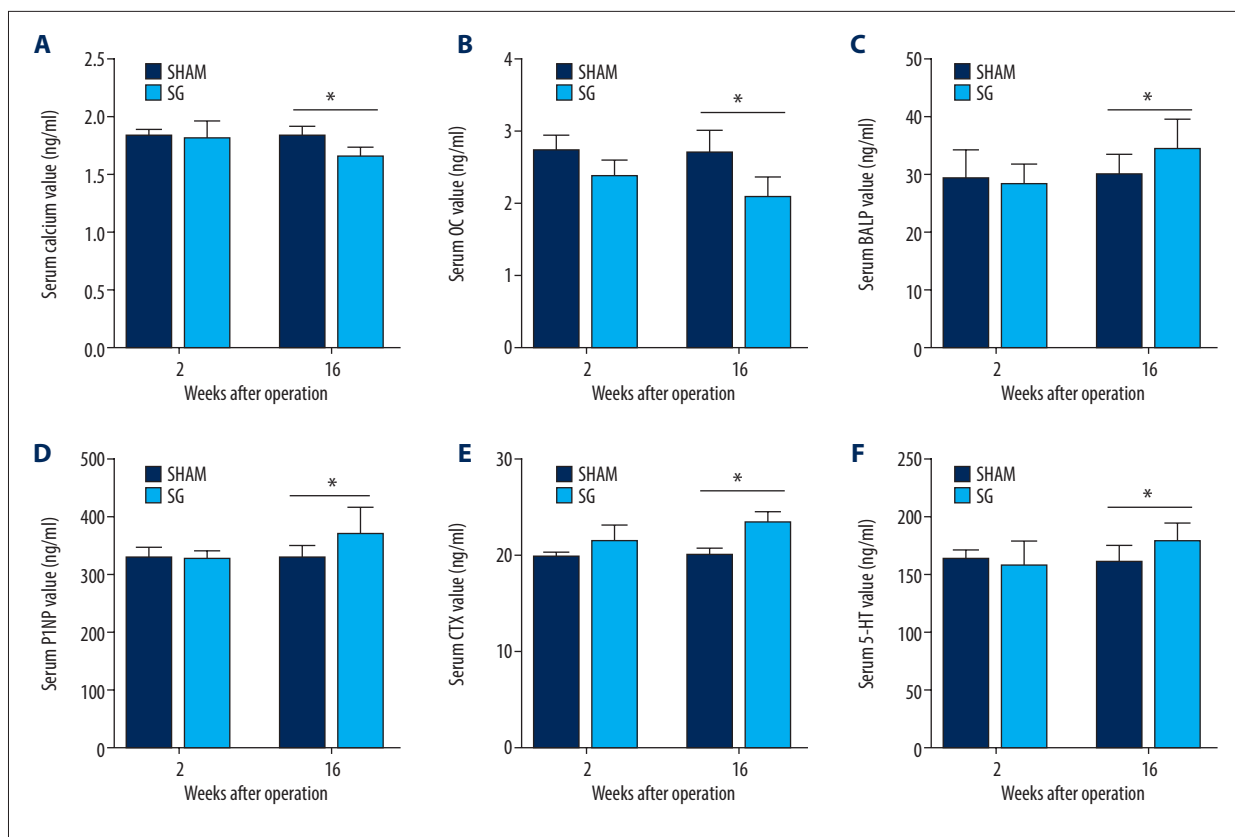 A
Serum calcium value (ng/ml)
2.5
2.0
1.5
1.0
0.5
0.0
SHAM
SG
*
2
16
Weeks after operation
B
Serum OC value (ng/ml)
4
3
2
1
0
SHAM
SG
*
2
16
Weeks after operation
C
Serum BALP value (ng/ml)
50
40
30
20
10
0
SHAM
SG
*
2
16
Weeks after operation
D
Serum P1NP value (ng/ml)
500
400
300
200
100
0
SHAM
SG
*
2
16
Weeks after operation
E
Serum CTX value (ng/ml)
30
20
10
0
SHAM
SG
*
2
16
Weeks after operation
F
Serum 5-HT value (ng/ml)
250
200
150
100
50
0
SHAM
SG
*
2
16
Weeks after operation